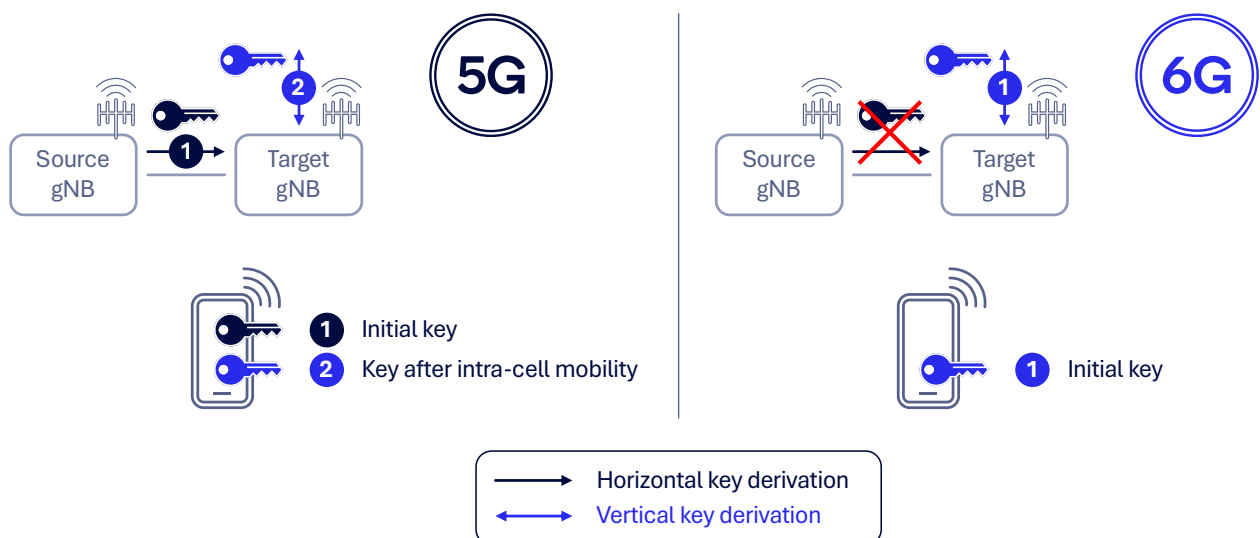 5G
2
1
Source
gNB
Target
gNB
1 Initial key
2 Key after intra-cell mobility
6G
1
Source
gNB
Target
gNB
1 Initial key
Horizontal key derivation
Vertical key derivation